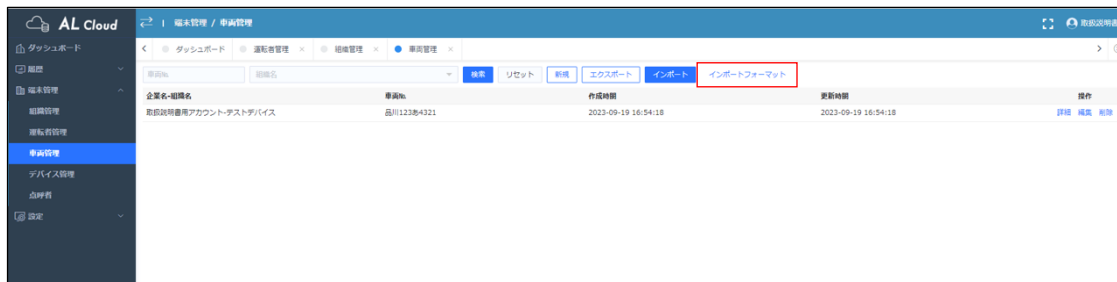 AL Cloud
端末管理 / 車両管理
取扱説明書
ダッシュボード
運転者管理
組織管理
車両管理
ダッシュボード
履歴
端末管理
組織管理
運転者管理
車両管理
デバイス管理
点呼者
設定
車両No.
組織名
検索
リセット
新規
エクスポート
インポート
インポートフォーマット
企業名-組織名
車両No.
作成時間
更新時間
操作
取扱説明書用アカウント-テストデバイス
品川123あ4321
2023-09-19 16:54:18
2023-09-19 16:54:18
詳細 編集 削除